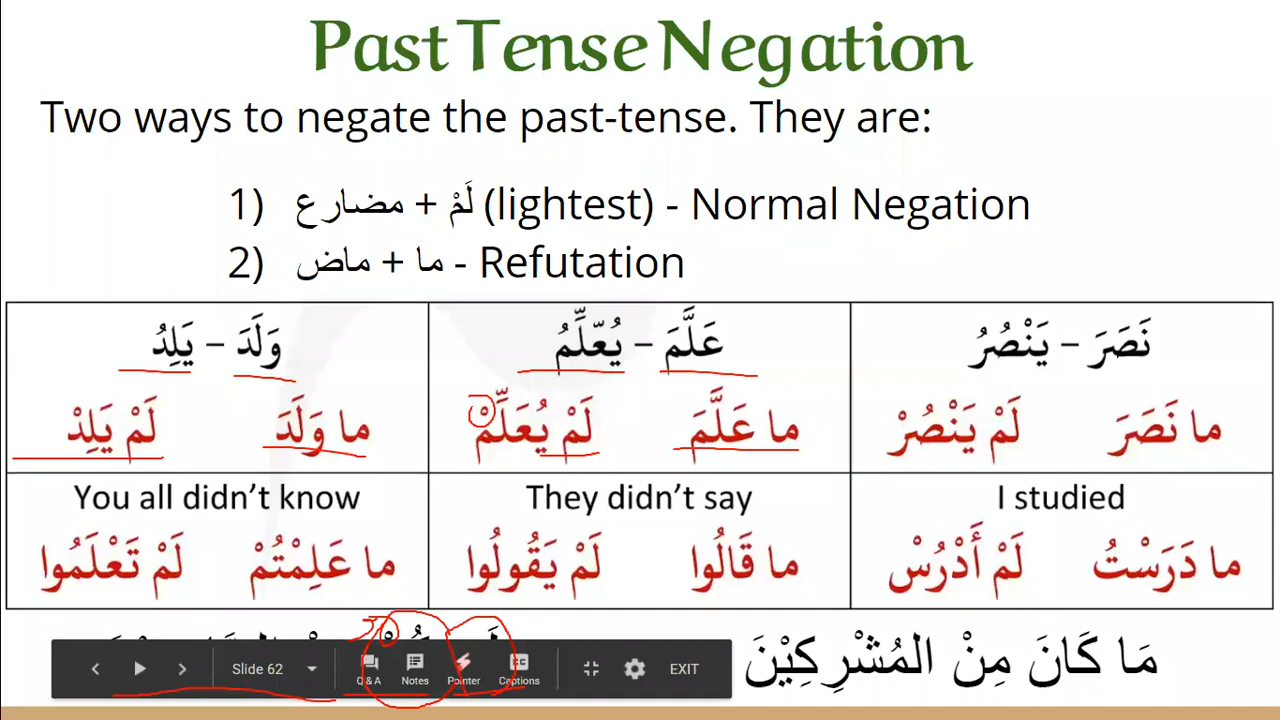 Past Tense Negation
Two ways to negate the past-tense. They are:
1) لَمْ + مضارع (lightest) - Normal Negation
2) ما + ماض - Refutation
نَصَرَ – يَنْصُرُ
ما نَصَرَ لَمْ يَنْصُرْ
عَلَّمَ – يُعّلِّمُ
ما عَلَّمَ لَمْ يُعَلِّمْ
وَلَدَ – يَلِدُ
ما وَلَدَ لَمْ يَلِدْ
I studied
ما دَرَسْتُ لَمْ أَدْرُسْ
They didn't say
ما قَالُوا لَمْ يَقُولُوا
You all didn't know
ما عَلِمْتُمْ لَمْ تَعْلَمُوا
مَا كَانَ مِنْ المُشْرِكِيْنَ
Slide 62
Q & A
Notes
Pointer
Captions
EXIT